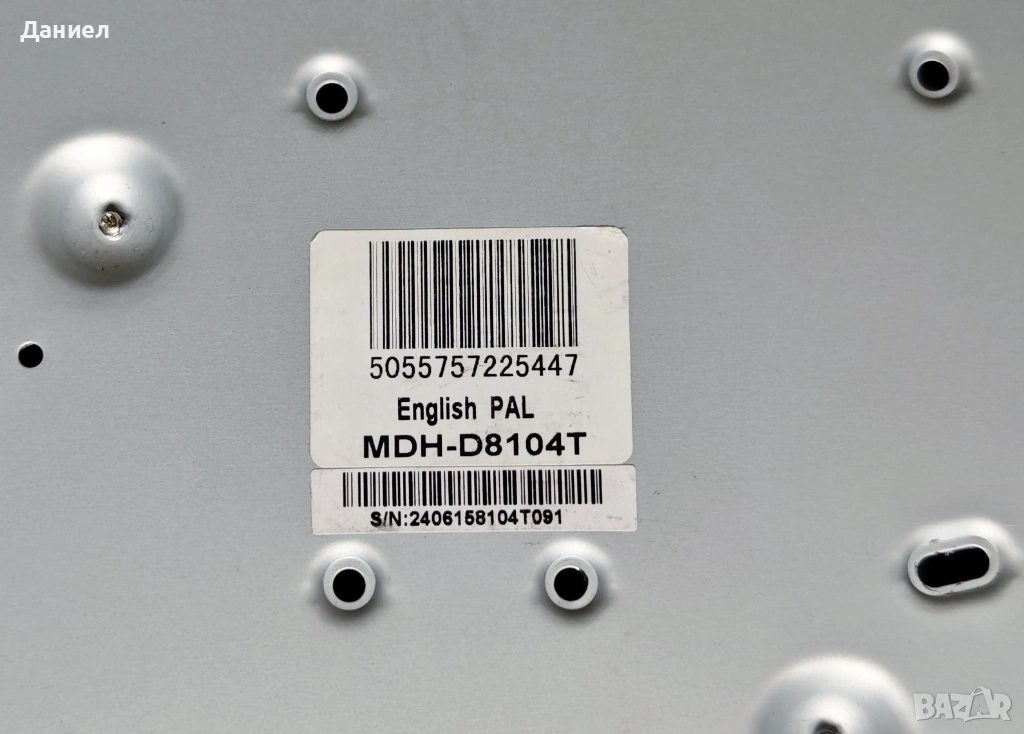 Даниел
5055757225447
English PAL
MDH-D8104T
S/N:2406158104T091
BAZAR